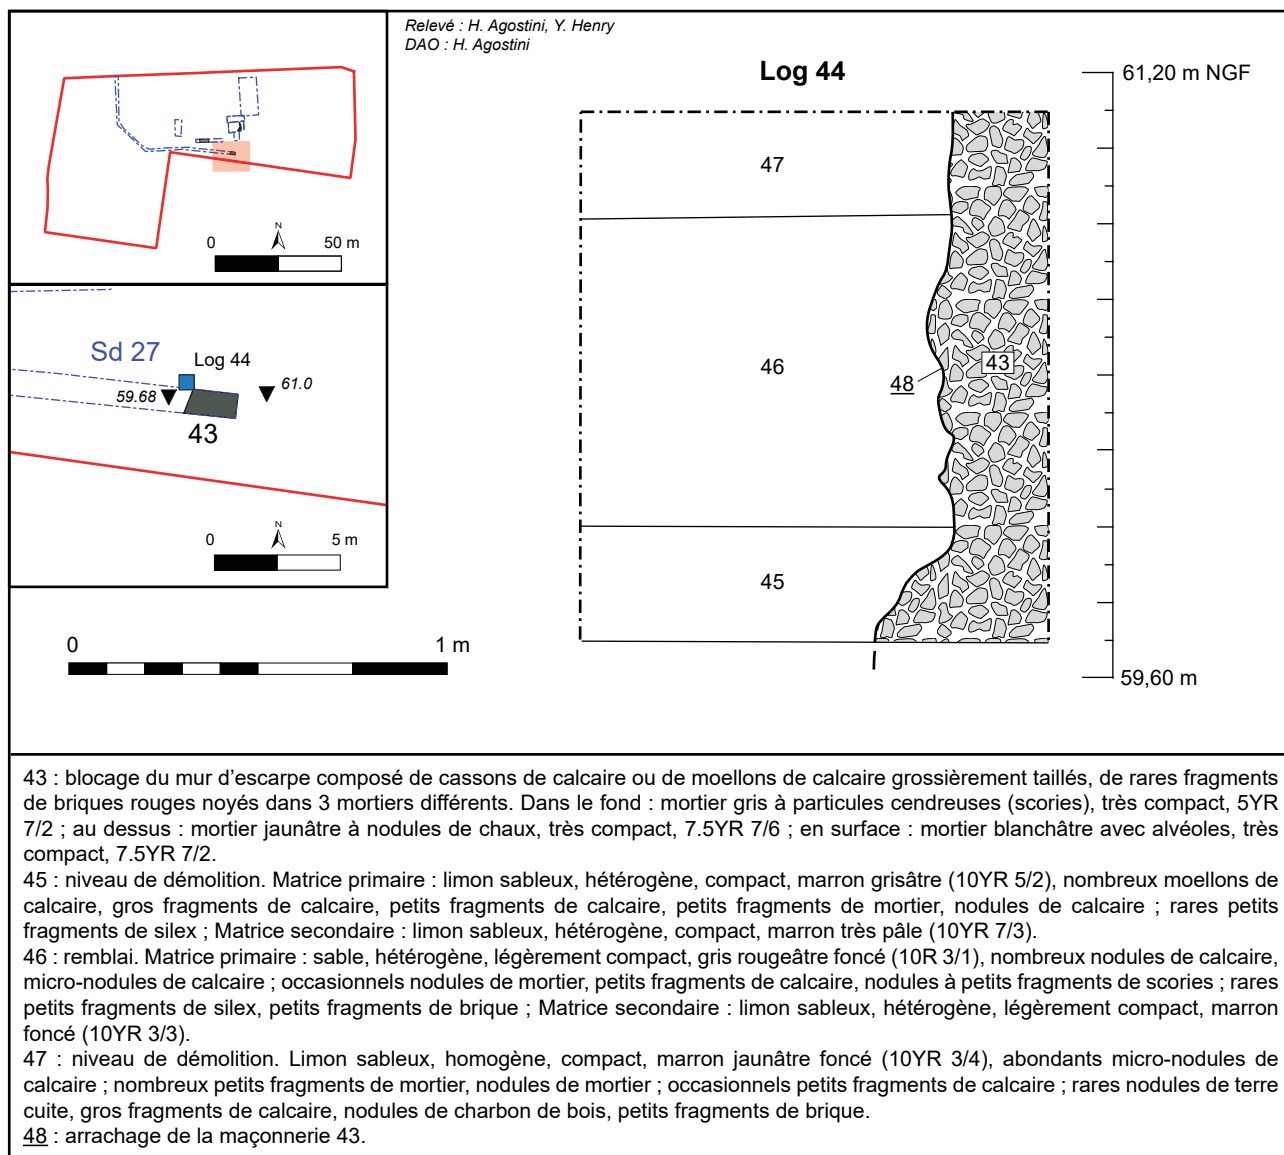 Relevé : H. Agostini, Y. Henry
DAO : H. Agostini
Log 44
61,20 m NGF
47
46
48
43
45
59,60 m
N
0
50 m
Sd 27
Log 44
59.68
61.0
43
N
0
5 m
0
1 m
43 : blocage du mur d'escarpe composé de cassons de calcaire ou de moellons de calcaire grossièrement taillés, de rares fragments
de briques rouges noyés dans 3 mortiers différents. Dans le fond : mortier gris à particules cendreuses (scories), très compact, 5YR
7/2 ; au dessus : mortier jaunâtre à nodules de chaux, très compact, 7.5YR 7/6 ; en surface : mortier blanchâtre avec alvéoles, très
compact, 7.5YR 7/2.
45 : niveau de démolition. Matrice primaire : limon sableux, hétérogène, compact, marron grisâtre (10YR 5/2), nombreux moellons de
calcaire, gros fragments de calcaire, petits fragments de calcaire, petits fragments de mortier, nodules de calcaire ; rares petits
fragments de silex ; Matrice secondaire : limon sableux, hétérogène, compact, marron très pâle (10YR 7/3).
46 : remblai. Matrice primaire : sable, hétérogène, légèrement compact, gris rougeâtre foncé (10R 3/1), nombreux nodules de calcaire,
micro-nodules de calcaire ; occasionnels nodules de mortier, petits fragments de calcaire, nodules à petits fragments de scories ; rares
petits fragments de silex, petits fragments de brique ; Matrice secondaire : limon sableux, hétérogène, légèrement compact, marron
foncé (10YR 3/3).
47 : niveau de démolition. Limon sableux, homogène, compact, marron jaunâtre foncé (10YR 3/4), abondants micro-nodules de
calcaire ; nombreux petits fragments de mortier, nodules de mortier ; occasionnels petits fragments de calcaire ; rares nodules de terre
cuite, gros fragments de calcaire, nodules de charbon de bois, petits fragments de brique.
48 : arrachage de la maçonnerie 43.